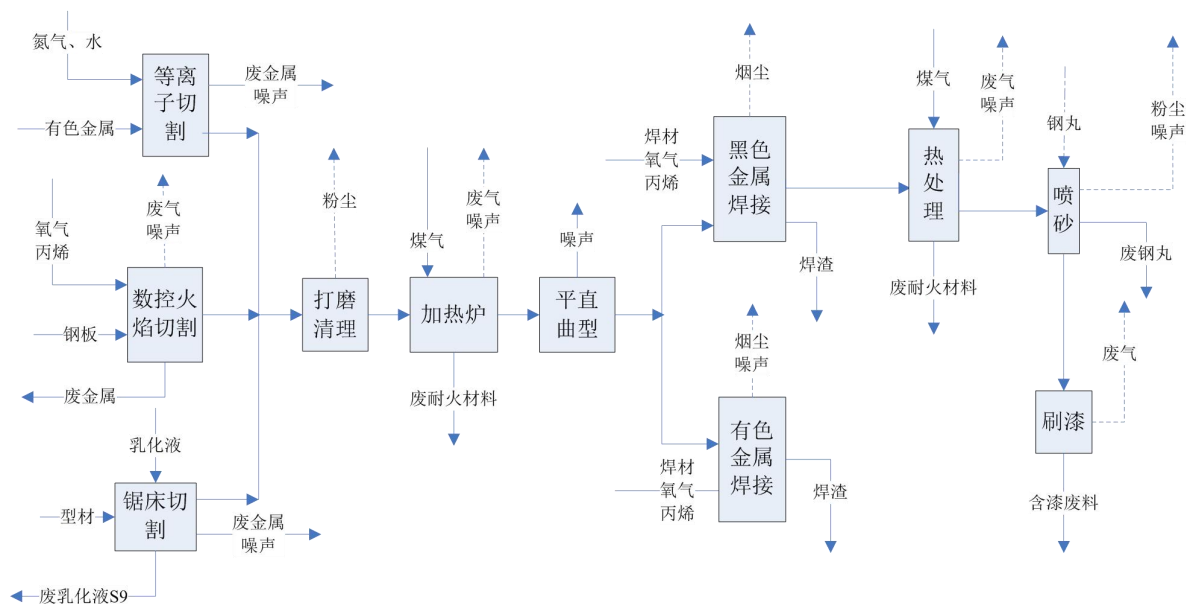 氮气、水
等离
子切
割
废金属
噪声
有色金属
氧气
丙烯
废气
噪声
数控火
焰切割
钢板
废金属
乳化液
锯床切
割
型材
废金属
噪声
废乳化液S9
粉尘
打磨
清理
煤气
废气
噪声
加热炉
废耐火材料
噪声
平直
曲型
烟尘
焊材
氧气
丙烯
黑色
金属
焊接
焊渣
烟尘
噪声
有色
金属
焊接
焊材
氧气
丙烯
焊渣
煤气
废气
噪声
热
处
理
废耐火材料
钢丸
粉尘
噪声
喷
砂
废钢丸
废气
刷漆
含漆废料